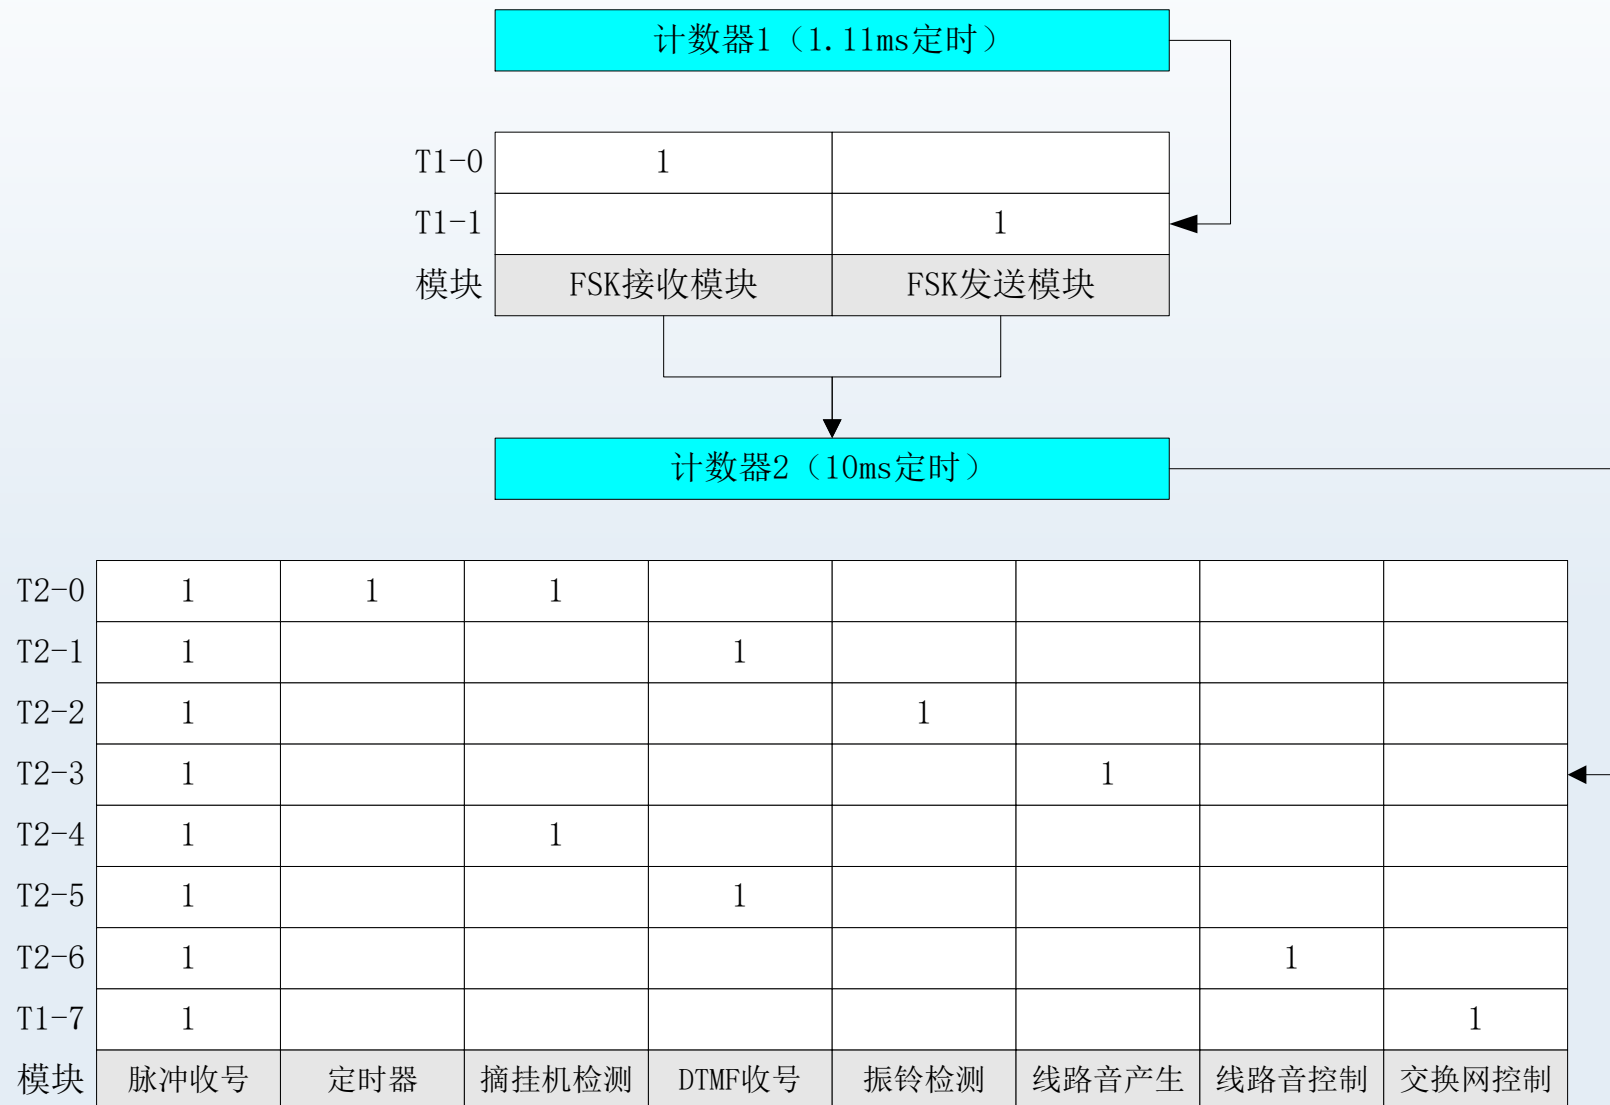 计数器1（1.11ms定时）
T1-0 1
T1-1 1
模块 FSK接收模块 FSK发送模块
计数器2（10ms定时）
T2-0 1 1 1
T2-1 1 1
T2-2 1 1
T2-3 1 1
T2-4 1 1
T2-5 1 1
T2-6 1 1
T1-7 1 1
模块 脉冲收号 定时器 摘挂机检测 DTMF收号 振铃检测 线路音产生 线路音控制 交换网控制